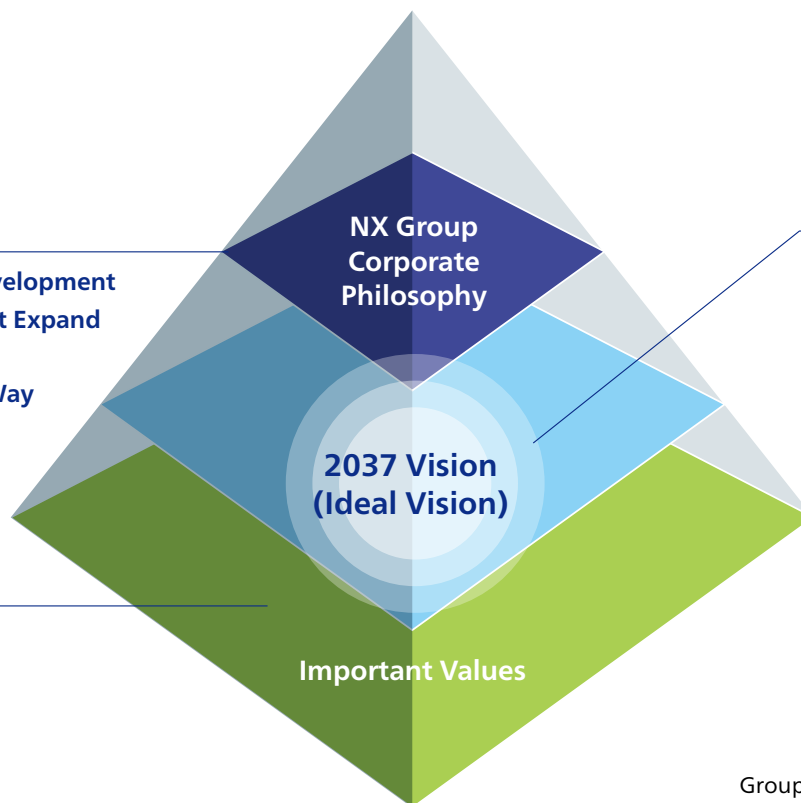 NX Group
Corporate
Philosophy
velopment
t Expand
Way
2037 Vision
(Ideal Vision)
Important Values
Group